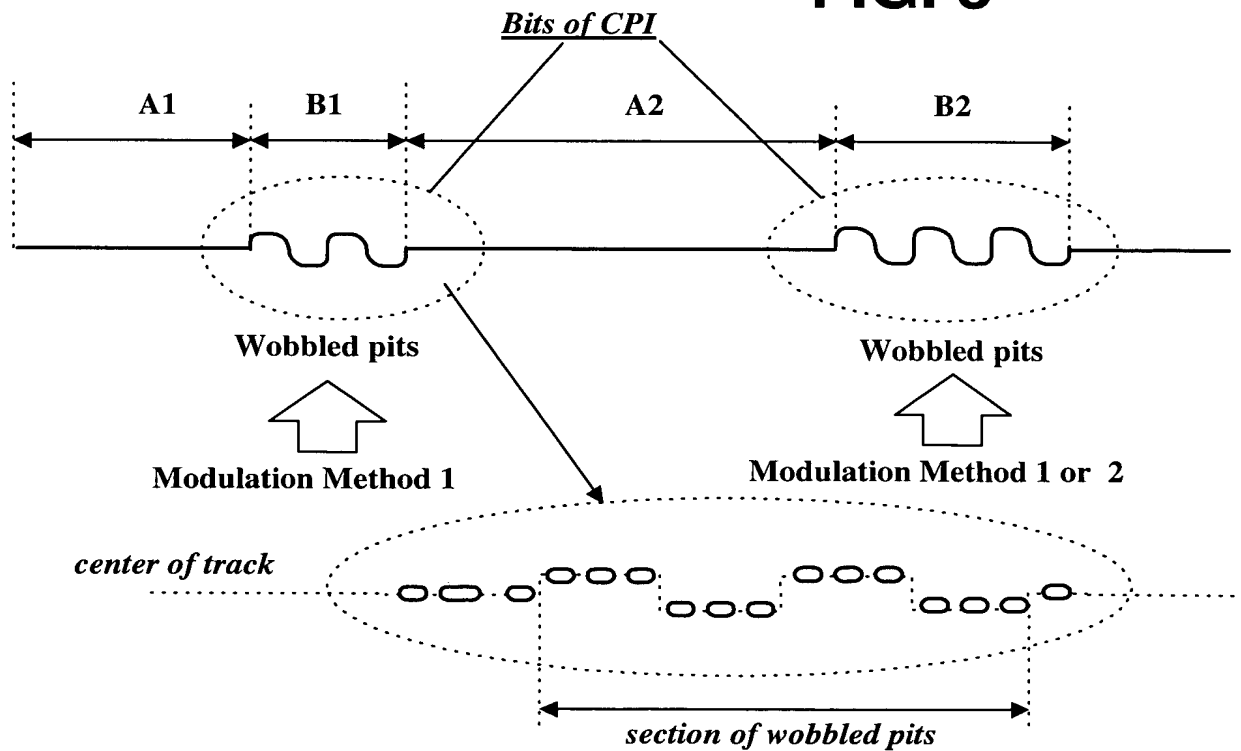 Bits of CPI
A1 B1 A2 B2
Wobbled pits Wobbled pits
Modulation Method 1 Modulation Method 1 or 2
center of track
section of wobbled pits